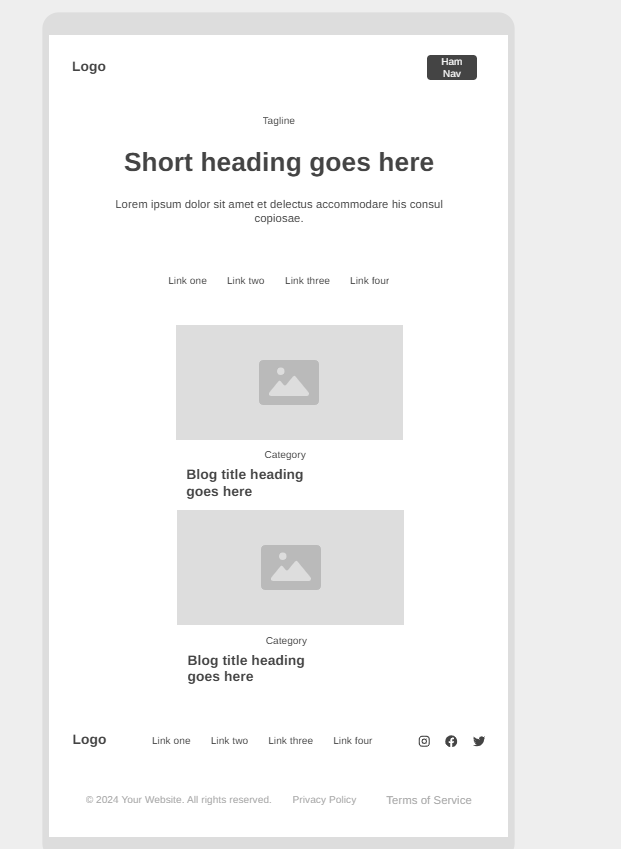 Logo
Ham
Nav
Tagline
Short heading goes here
Lorem ipsum dolor sit amet et delectus accommodare his consul
copiosae.
Link one Link two Link three Link four
Category
Blog title heading
goes here
Category
Blog title heading
goes here
Logo Link one Link two Link three Link four
© 2024 Your Website. All rights reserved. Privacy Policy Terms of Service